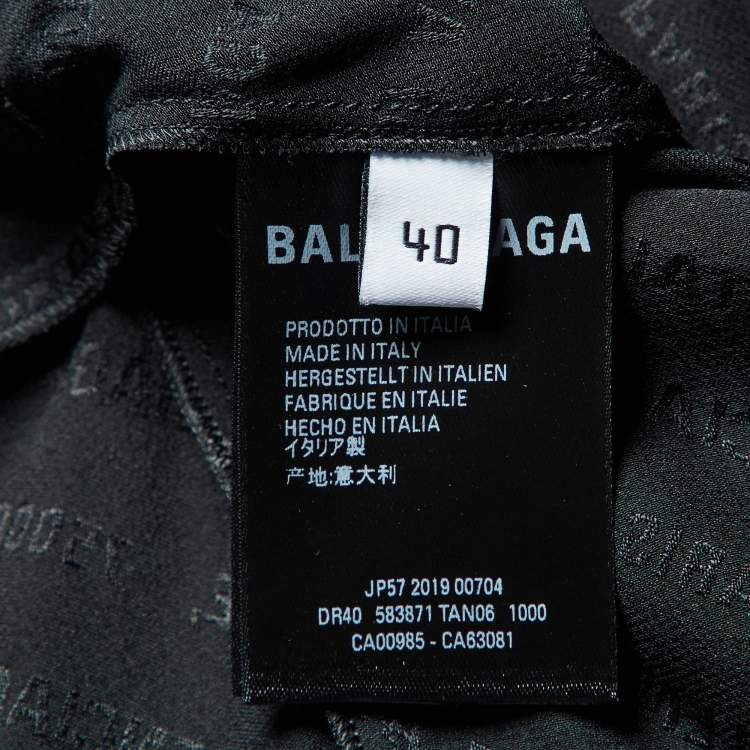 BAL AGA
40
PRODOTTO IN ITALIA
MADE IN ITALY
HERGESTELLT IN ITALIEN
FABRIQUE EN ITALIE
HECHO EN ITALIA
イタリア製
产地:意大利
JP57 2019 00704
DR40 583871 TAN06 1000
CA00985 - CA63081